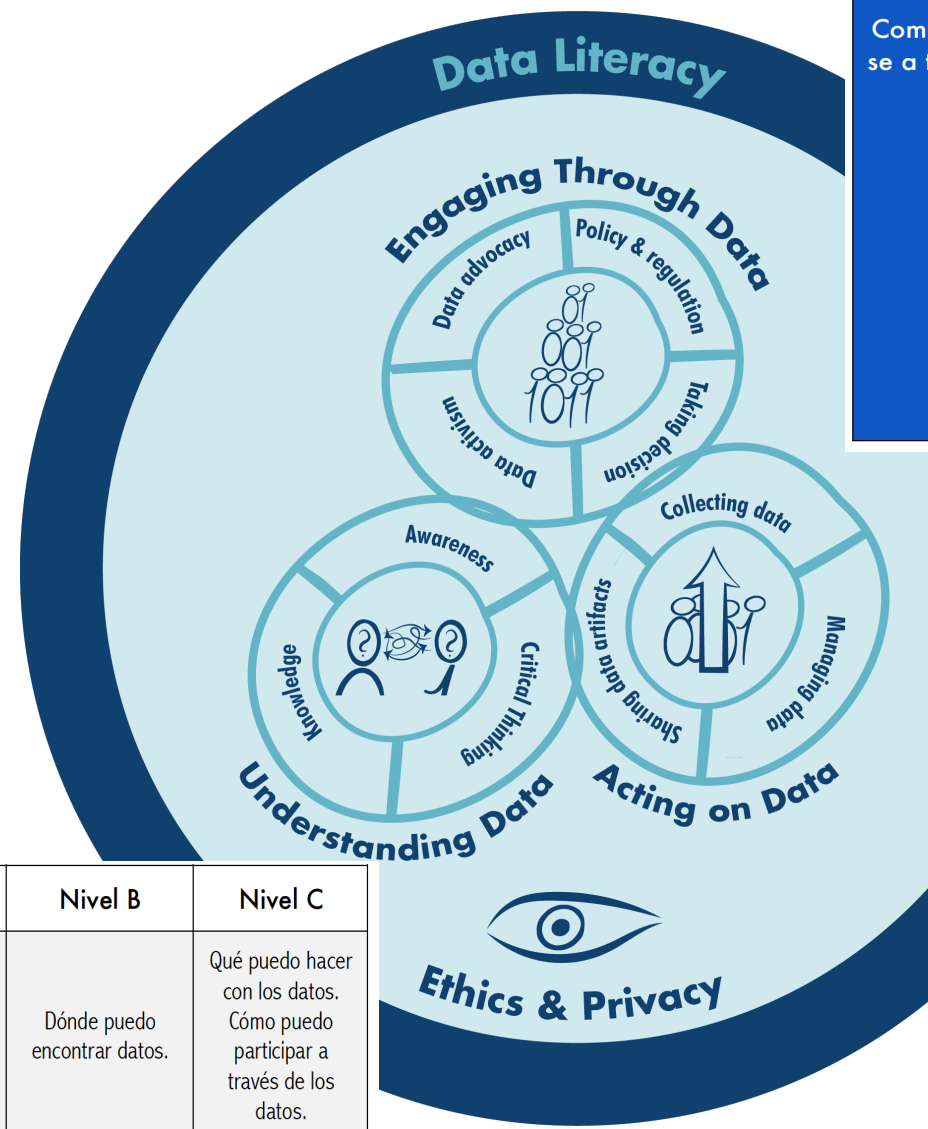 Data Literacy
Com
se a
Engaging Through Data
Data advocacy
Policy & regulation
Taking decision
Data activism
Understanding Data
Awareness
Knowledge
Critical Thinking
Acting on Data
Collecting data
Sharing data artifacts
Managing data
Ethics & Privacy
Nivel B
Nivel C
Dónde puedo
encontrar datos.
Qué puedo hacer
con los datos.
Cómo puedo
participar a
través de los
datos.